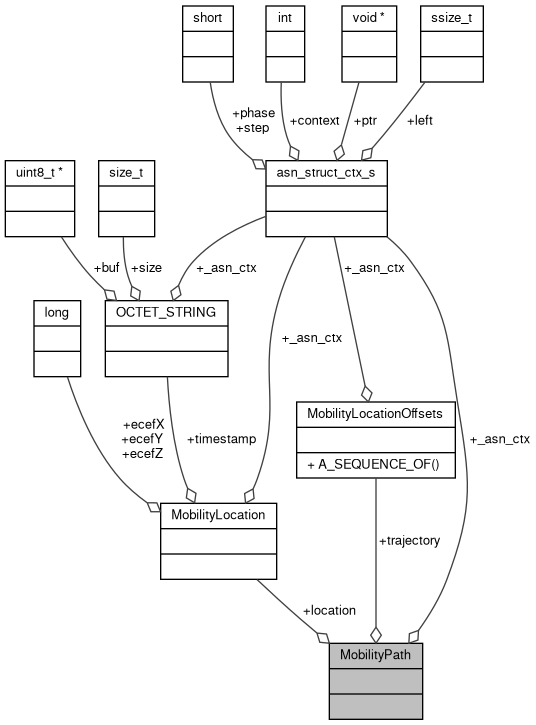 short
int
void *
ssize_t
+phase
+step
+context
+ptr
+left
uint8_t *
size_t
asn_struct_ctx_s
+buf
+size
+_asn_ctx
+_asn_ctx
long
OCTET_STRING
+_asn_ctx
+ecefX
+ecefY
+ecefZ
+timestamp
MobilityLocationOffsets
+ A_SEQUENCE_OF()
+_asn_ctx
MobilityLocation
+trajectory
+location
MobilityPath